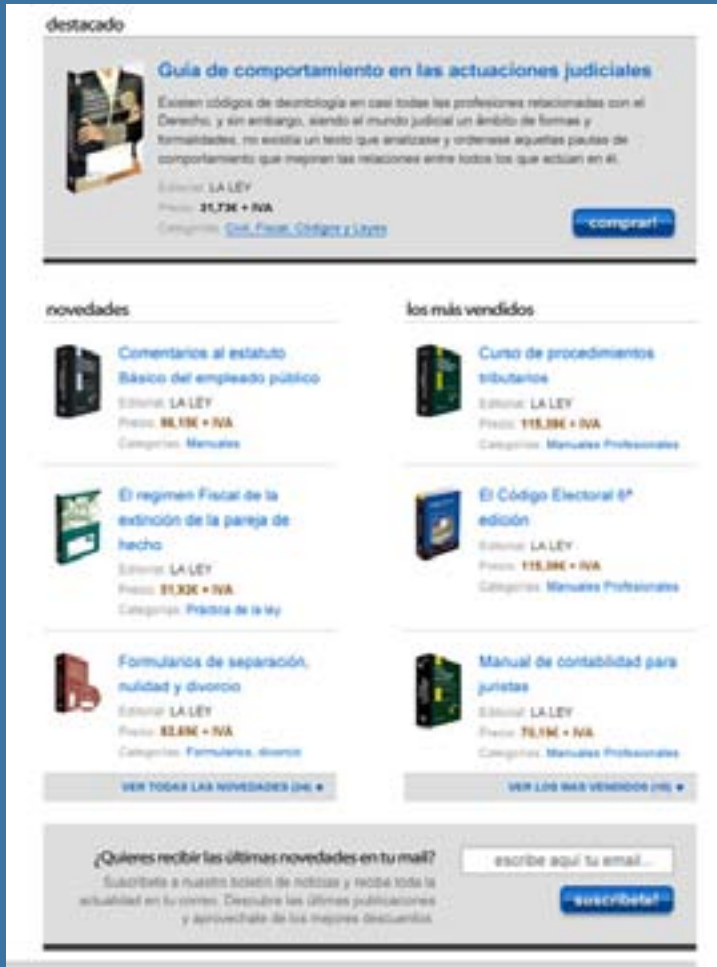 destacado
Guía de comportamiento en las actuaciones judiciales
Existen códigos de deontología en casi todas las profesiones relacionadas con el
Derecho, y sin embargo, siendo el mundo judicial un ámbito de formas y
formalidades, no existía un texto que analizase y ordenase aquellas pautas de
comportamiento que mejoran las relaciones entre todos los que actúan en él.
Editorial: LA LEY
Precio: 31,73€ + IVA
Categorías: Civil, Fiscal, Códigos y Leyes
comprar!
novedades
Comentarios al estatuto
Básico del empleado público
Editorial: LA LEY
Precio: + IVA
Categorías: Manuales
El regimen Fiscal de la
extinción de la pareja de
hecho
Editorial: LA LEY
Precio: + IVA
Categorías: Práctica de la ley
Formularios de separación,
nulidad y divorcio
Editorial: LA LEY
Precio: + IVA
Categorías: Formularios, divorcio
VER TODAS LAS NOVEDADES
los más vendidos
Curso de procedimientos
tributarios
Editorial: LA LEY
Precio: + IVA
Categorías: Manuales Profesionales
El Código Electoral 6ª
edición
Editorial: LA LEY
Precio: + IVA
Categorías: Manuales Profesionales
Manual de contabilidad para
juristas
Editorial: LA LEY
Precio: + IVA
Categorías: Manuales Profesionales
VER LOS MAS VENDIDOS
¿Quieres recibir las últimas novedades en tu mail?
Suscríbete a nuestro boletín de noticias y recibe toda la
actualidad en tu correo. Descubre las últimas publicaciones
y aprovechate de los mejores descuentos.
escribe aquí tu email...
suscríbete!